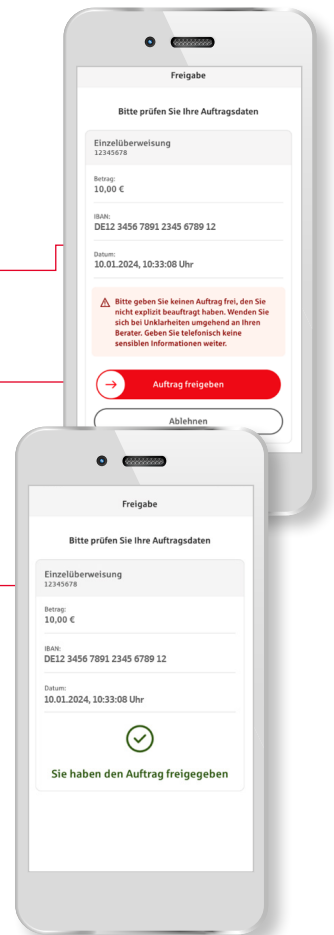 Freigabe
Bitte prüfen Sie Ihre Auftragsdaten
Einzelüberweisung
12345678
Betrag:
10,00 €
IBAN:
DE12 3456 7891 2345 6789 12
Datum:
10.01.2024, 10:33:08 Uhr
Bitte geben Sie keinen Auftrag frei, den Sie
nicht explizit beauftragt haben. Wenden Sie
sich bei Unklarheiten umgehend an Ihren
Berater. Geben Sie telefonisch keine
sensiblen Informationen weiter.
Auftrag freigeben
Ablehnen
Freigabe
Bitte prüfen Sie Ihre Auftragsdaten
Einzelüberweisung
12345678
Betrag:
10,00 €
IBAN:
DE12 3456 7891 2345 6789 12
Datum:
10.01.2024, 10:33:08 Uhr
Sie haben den Auftrag freigegeben